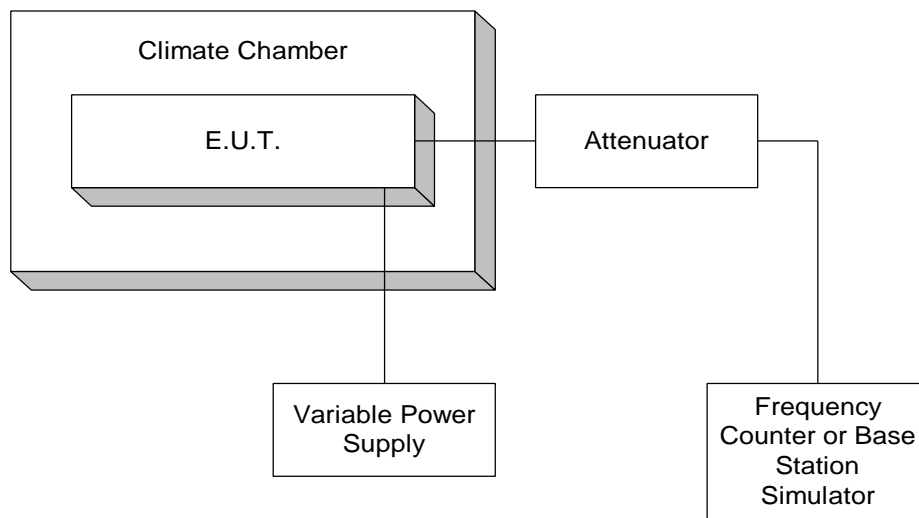 Climate Chamber
E.U.T.
Attenuator
Variable Power
Supply
Frequency
Counter or Base
Station
Simulator